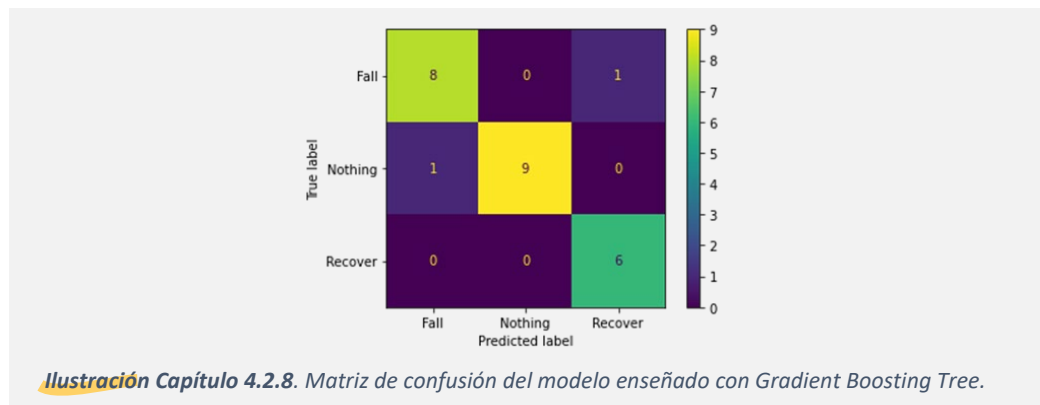 9
8
Fall
8
0
1
7
6
True label
5
Nothing
1
9
0
4
3
2
Recover
0
0
6
1
0
Fall
Nothing
Recover
Predicted label
Ilustración Capítulo 4.2.8. Matriz de confusión del modelo enseñado con Gradient Boosting Tree.